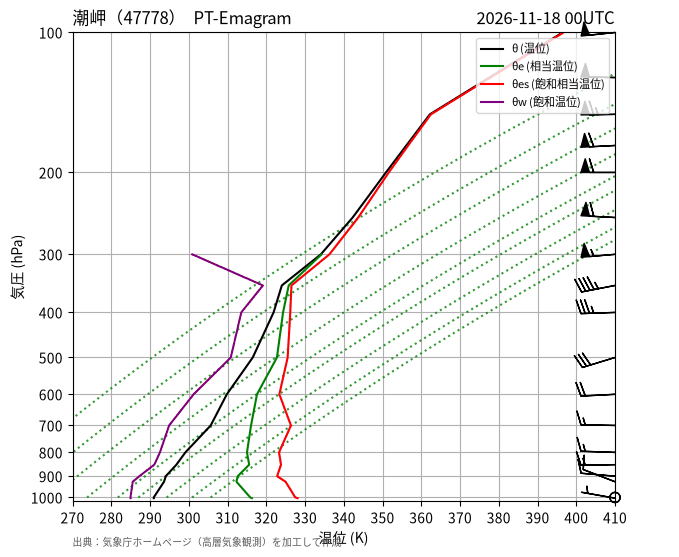 潮岬（47778） PT-Emagram 2026-11-18 00UTC
θ (温位)
θe (相当温位)
θes (飽和相当温位)
θw (飽和温位)
気圧 (hPa)
100
200
300
400
500
600
700
800
900
1000
270 280 290 300 310 320 330 340 350 360 370 380 390 400 410
温位 (K)
出典：気象庁ホームページ（高層気象観測）を加工して作成